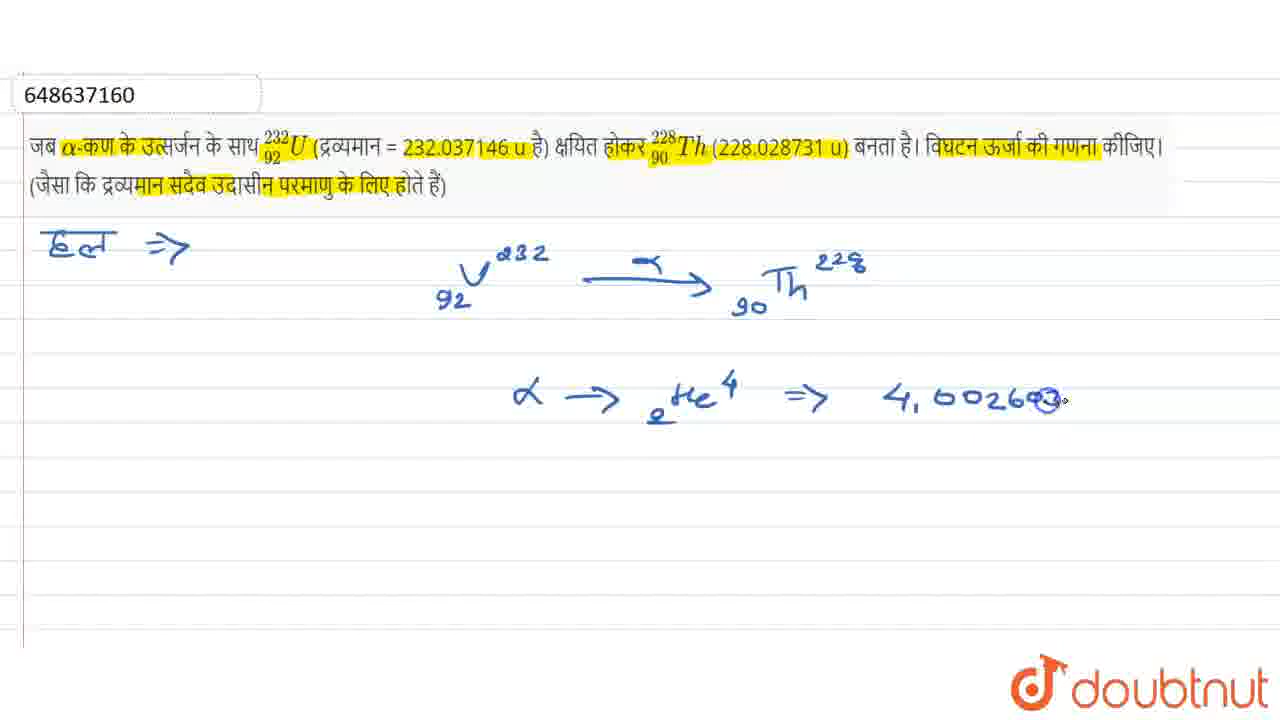 648637160
जब α-कण के उत्सर्जन के साथ ²³²₉₂U (द्रव्यमान = 232.037146 u है) क्षयित होकर ²²⁸₉₀Th (228.028731 u) बनता है। विघटन ऊर्जा की गणना कीजिए।
(जैसा कि द्रव्यमान सदैव उदासीन परमाणु के लिए होते हैं)
हल ⇒
₉₂U²³² —α→ ₉₀Th²²⁸
α → ₂He⁴ ⇒ 4,002603
doubtnut